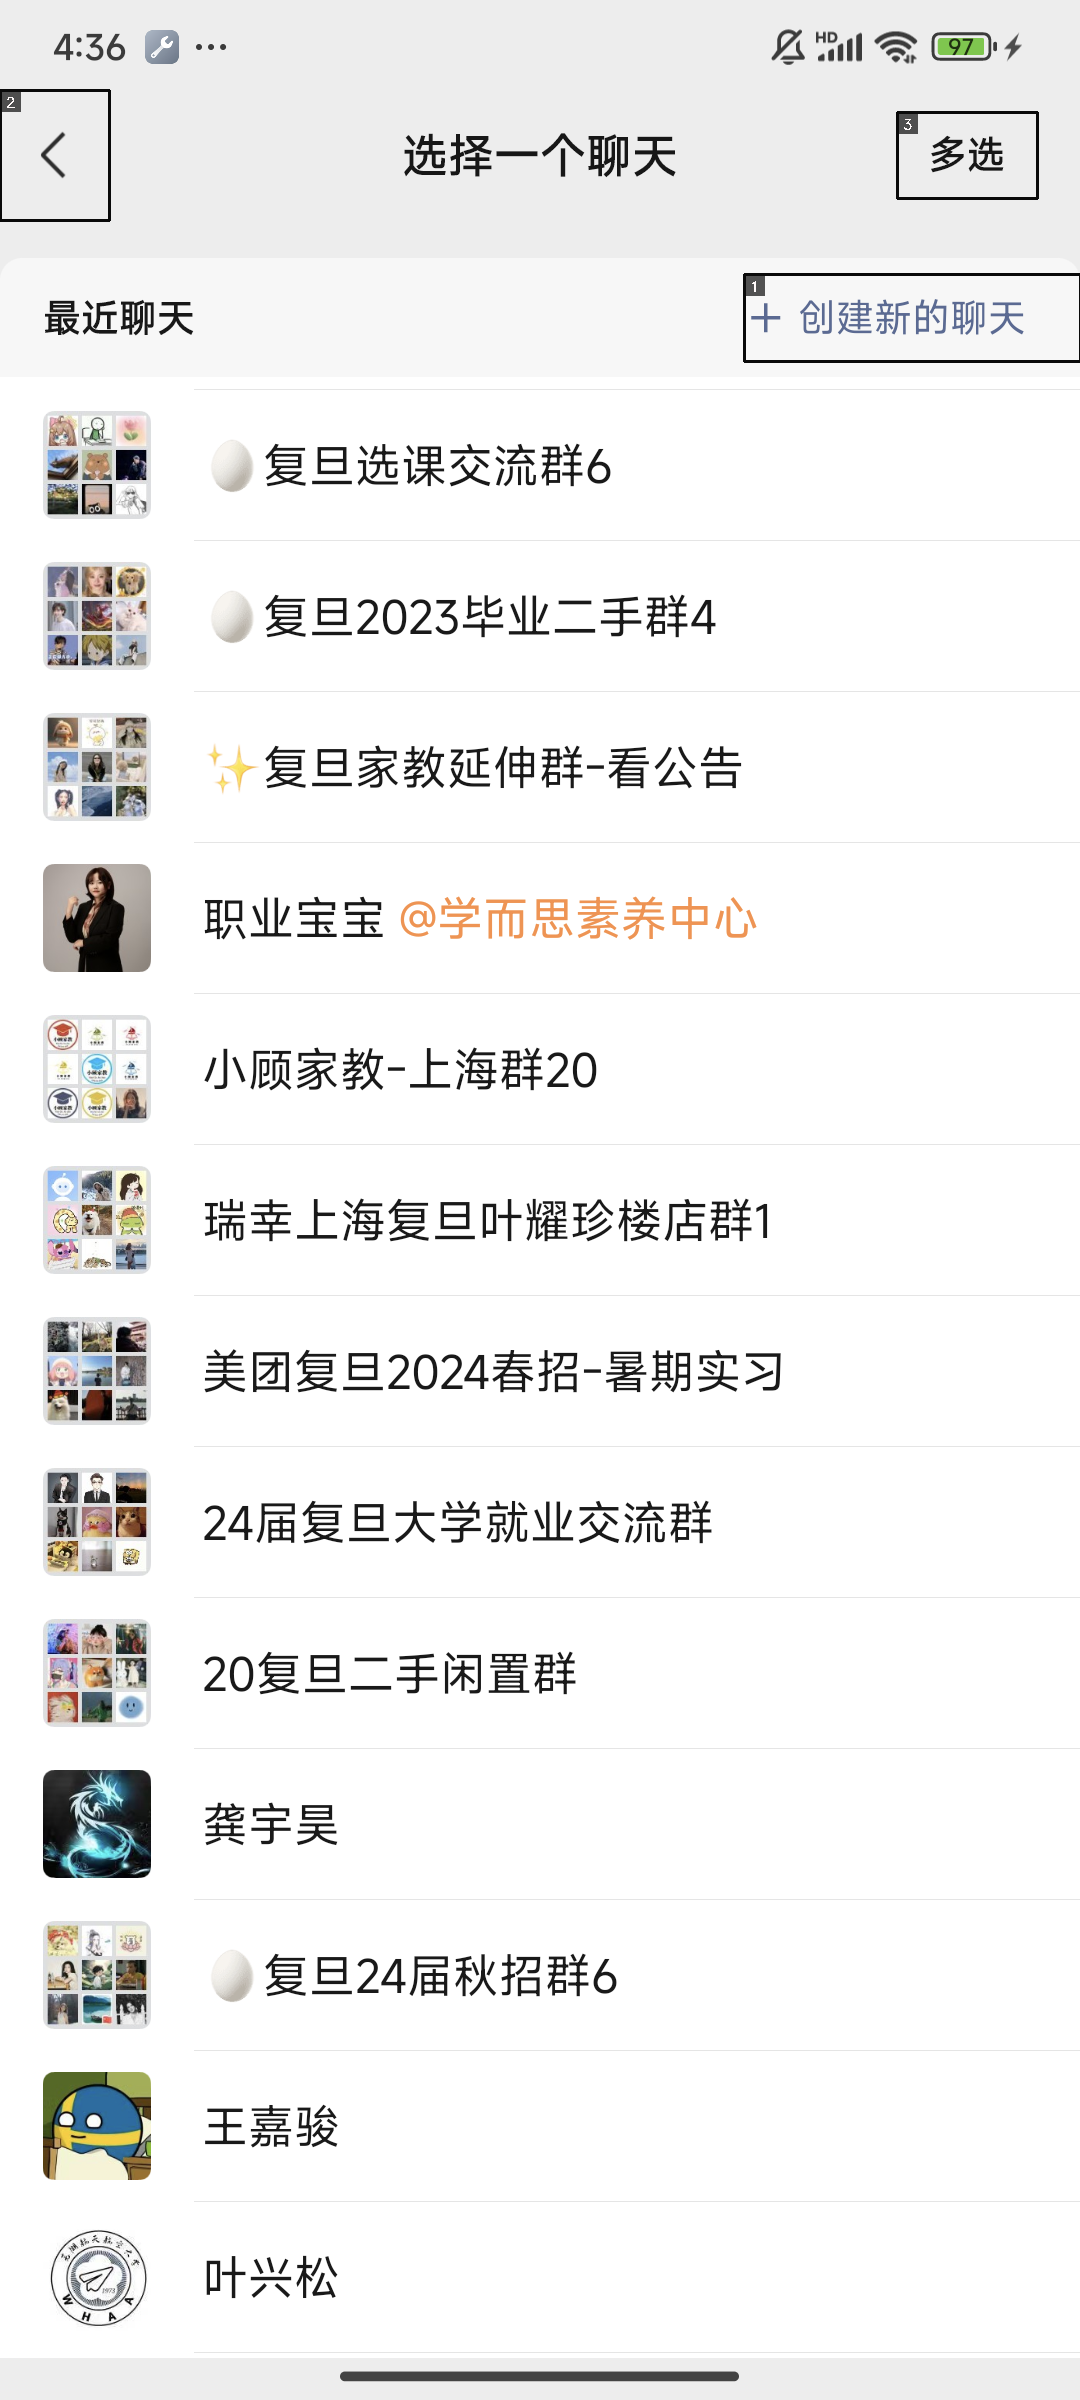 4:36
HD
97
2
选择一个聊天
3
多选
最近聊天
1
+ 创建新的聊天
复旦选课交流群6
复旦2023毕业二手群4
✨复旦家教延伸群-看公告
职业宝宝 @学而思素养中心
小顾家教-上海群20
瑞幸上海复旦叶耀珍楼店群1
美团复旦2024春招-暑期实习
24届复旦大学就业交流群
20复旦二手闲置群
龚宇昊
复旦24届秋招群6
王嘉骏
叶兴松
1973
WHAA